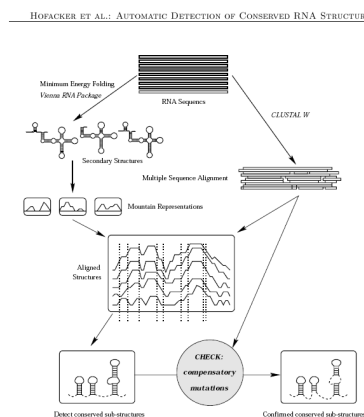 HOFACKER ET AL.: AUTOMATIC DETECTION OF CONSERVED RNA STRUCTUR
Minimum Energy Folding
Vienna RNA Package
RNA Sequences
CLUSTAL W
Secondary Structures
Multiple Sequence Alignment
Mountain Representations
Aligned
Structures
CHECK:
compensatory
mutations
Detect conserved sub-structures
Confirmed conserved sub-structures